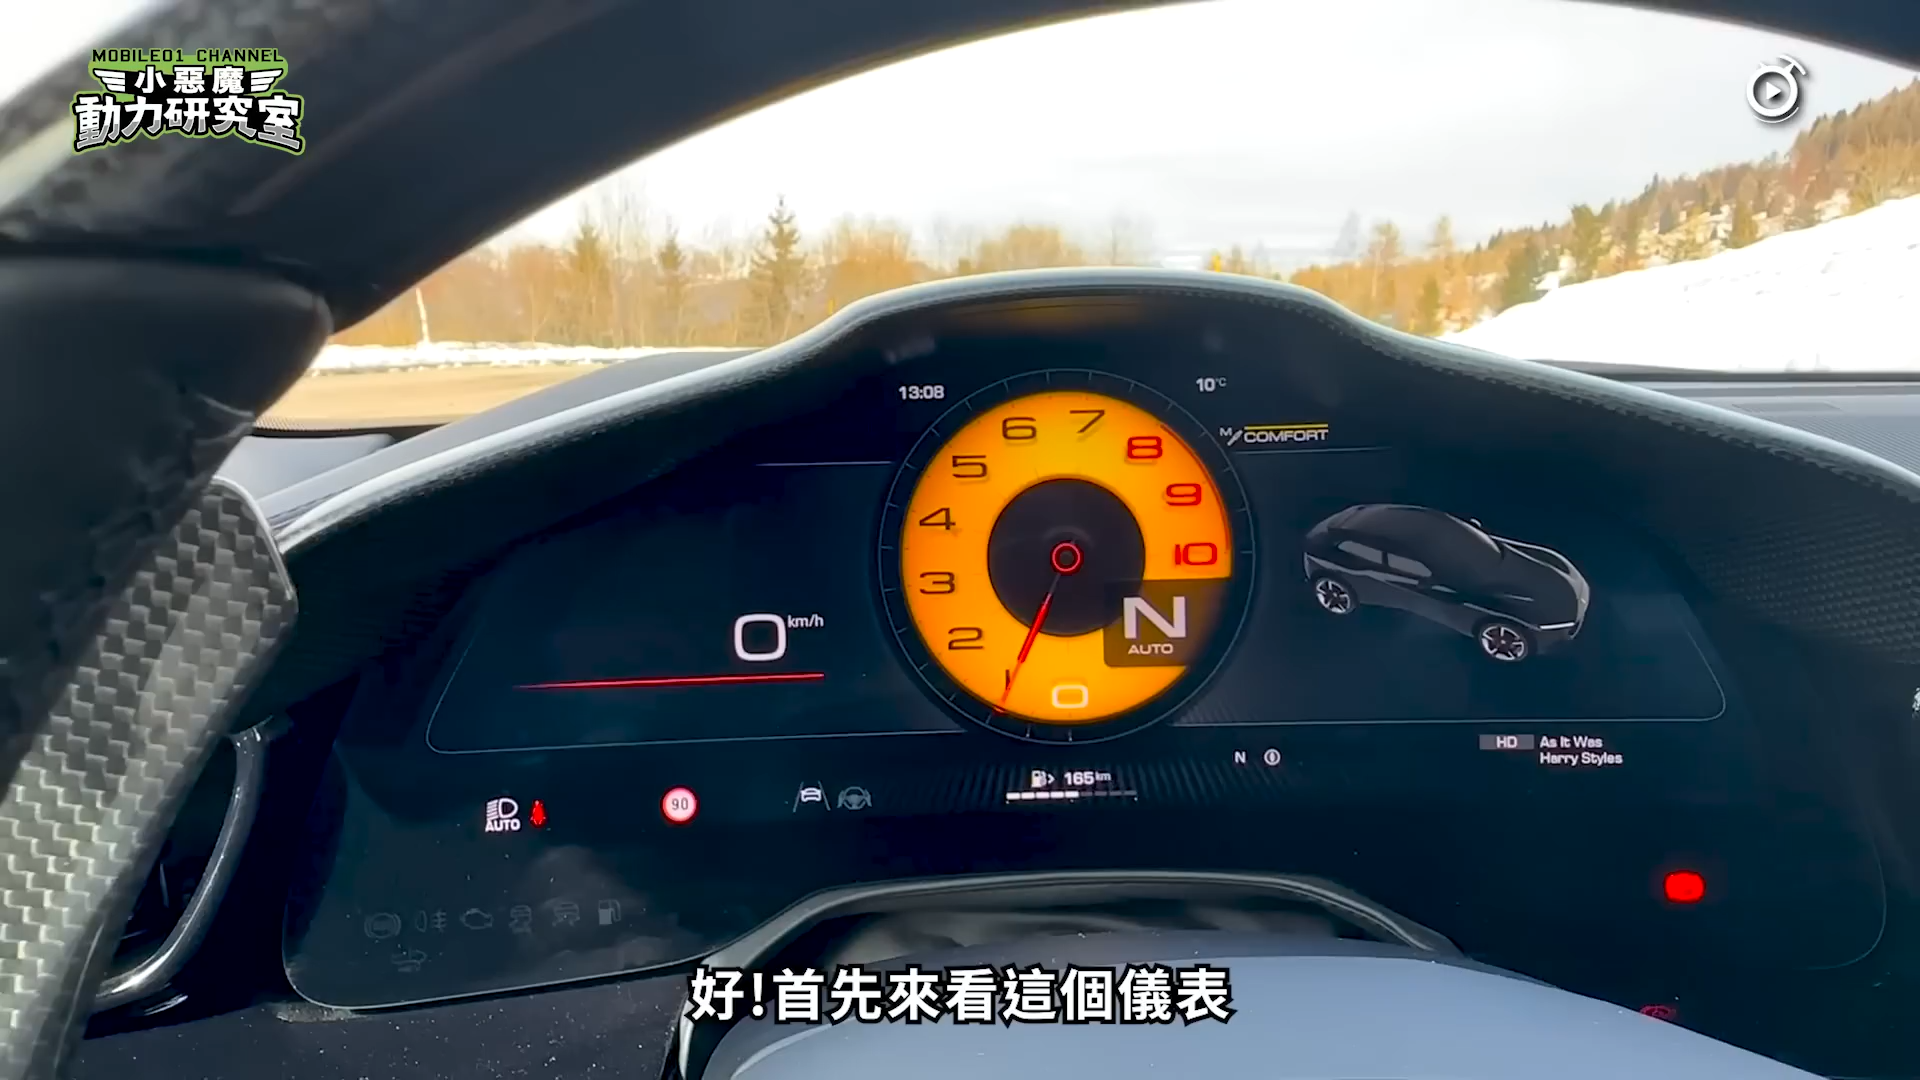 MOBILE01 CHANNEL
小惡魔
動力研究室
13:08
10°C
M COMFORT
6 7
5 8
4 9
3 10
2
1
0
N
AUTO
0 km/h
N
165 km
HD As It Was
Harry Styles
AUTO
90
好!首先來看這個儀表